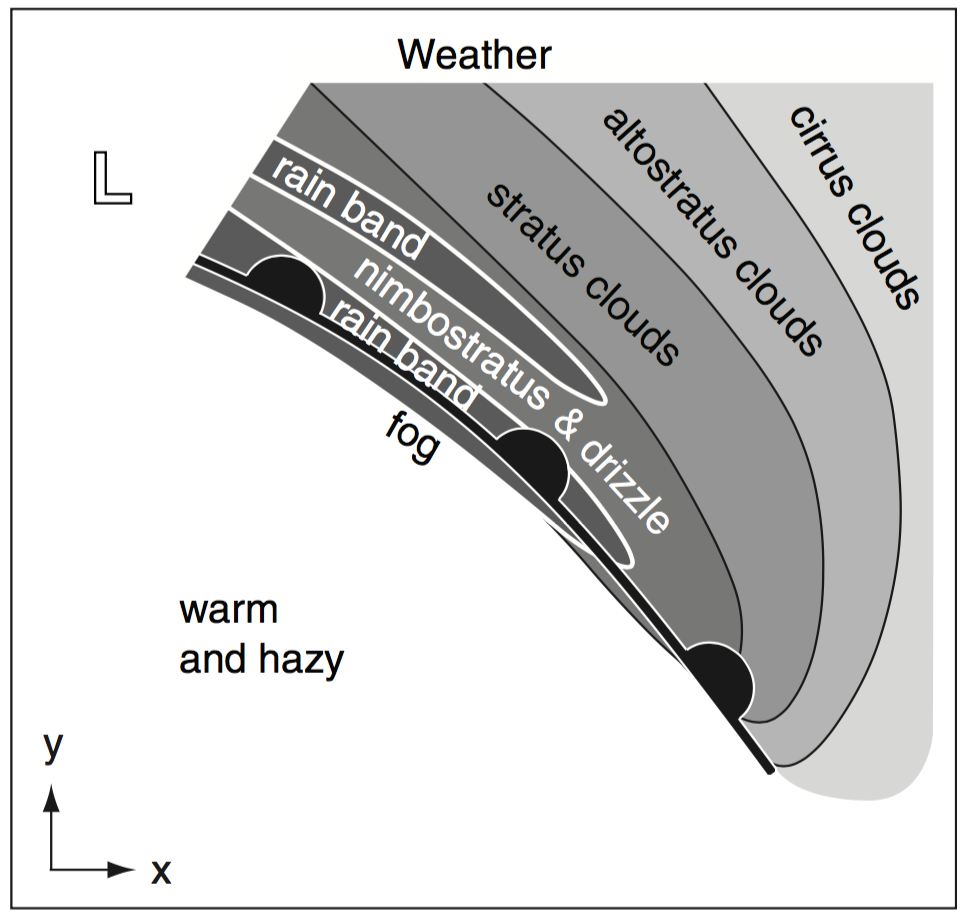 Weather
L
cirrus clouds
altostratus clouds
stratus clouds
rain band
nimbostratus & drizzle
rain band
fog
warm
and hazy
y
x